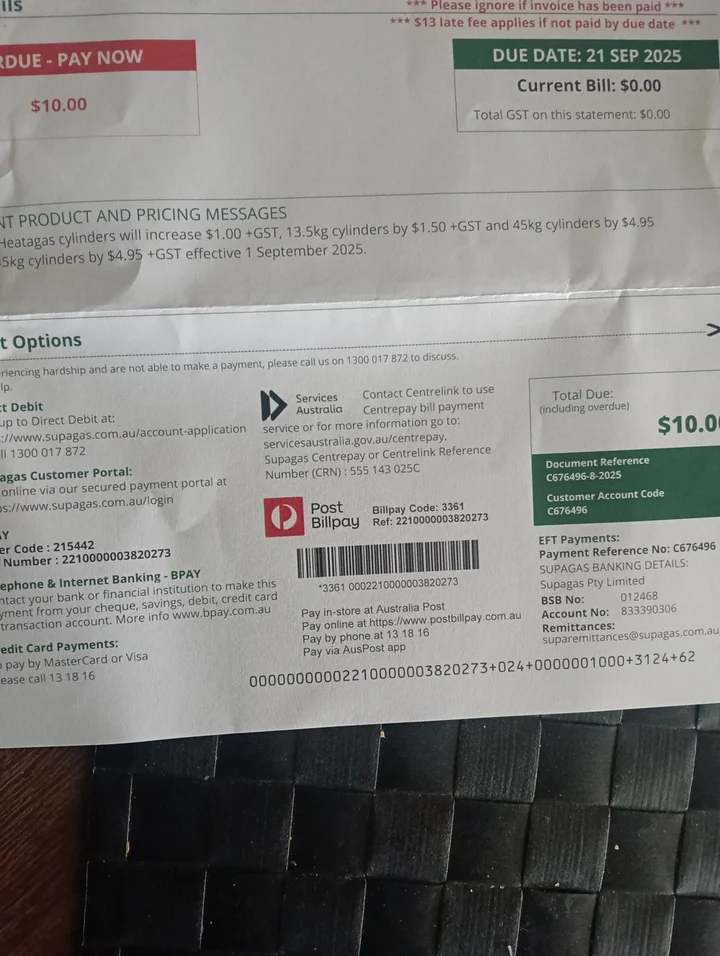 ils
*** Please ignore if invoice has been paid ***
*** $13 late fee applies if not paid by due date ***
RDUE - PAY NOW
$10.00
DUE DATE: 21 SEP 2025
Current Bill: $0.00
Total GST on this statement: $0.00
NT PRODUCT AND PRICING MESSAGES
Heatagas cylinders will increase $1.00 +GST, 13.5kg cylinders by $1.50 +GST and 45kg cylinders by $4.95
5kg cylinders by $4.95 +GST effective 1 September 2025.
t Options
riencing hardship and are not able to make a payment, please call us on 1300 017 872 to discuss.
lp.
ct Debit
up to Direct Debit at:
://www.supagas.com.au/account-application
ll 1300 017 872
agas Customer Portal:
online via our secured payment portal at
os://www.supagas.com.au/login
AY
er Code : 215442
Number : 2210000003820273
ephone & Internet Banking - BPAY
ntact your bank or financial institution to make this
yment from your cheque, savings, debit, credit card
transaction account. More info www.bpay.com.au
redit Card Payments:
o pay by MasterCard or Visa
ease call 13 18 16
Services
Australia
Contact Centrelink to use
Centrepay bill payment
service or for more information go to:
servicesaustralia.gov.au/centrepay.
Supagas Centrepay or Centrelink Reference
Number (CRN) : 555 143 025C
Post
Billpay
Billpay Code: 3361
Ref: 2210000003820273
*3361 0002210000003820273
Pay in-store at Australia Post
Pay online at https://www.postbillpay.com.au
Pay by phone at 13 18 16
Pay via AusPost app
Total Due:
(including overdue)
$10.0
Document Reference
C676496-8-2025
Customer Account Code
C676496
EFT Payments:
Payment Reference No: C676496
SUPAGAS BANKING DETAILS:
Supagas Pty Limited
BSB No: 012468
Account No: 833390306
Remittances:
suparemittances@supagas.com.au
00000000002210000003820273+024+0000001000+3124+62